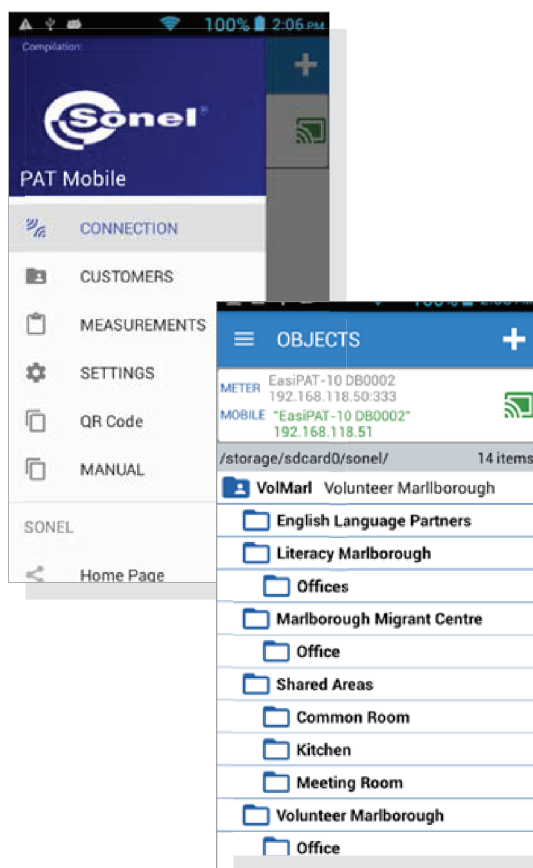 100% 2:06 PM
Compilation:
Sonel®
PAT Mobile
CONNECTION
CUSTOMERS
MEASUREMENTS
SETTINGS
QR Code
MANUAL
SONEL
Home Page
OBJECTS
METER EasiPAT-10 DB0002
192.168.118.50:333
MOBILE "EasiPAT-10 DB0002"
192.168.118.51
/storage/sdcard0/sonel/ 14 items
VolMarl Volunteer Marllborough
English Language Partners
Literacy Marlborough
Offices
Marlborough Migrant Centre
Office
Shared Areas
Common Room
Kitchen
Meeting Room
Volunteer Marlborough
Office